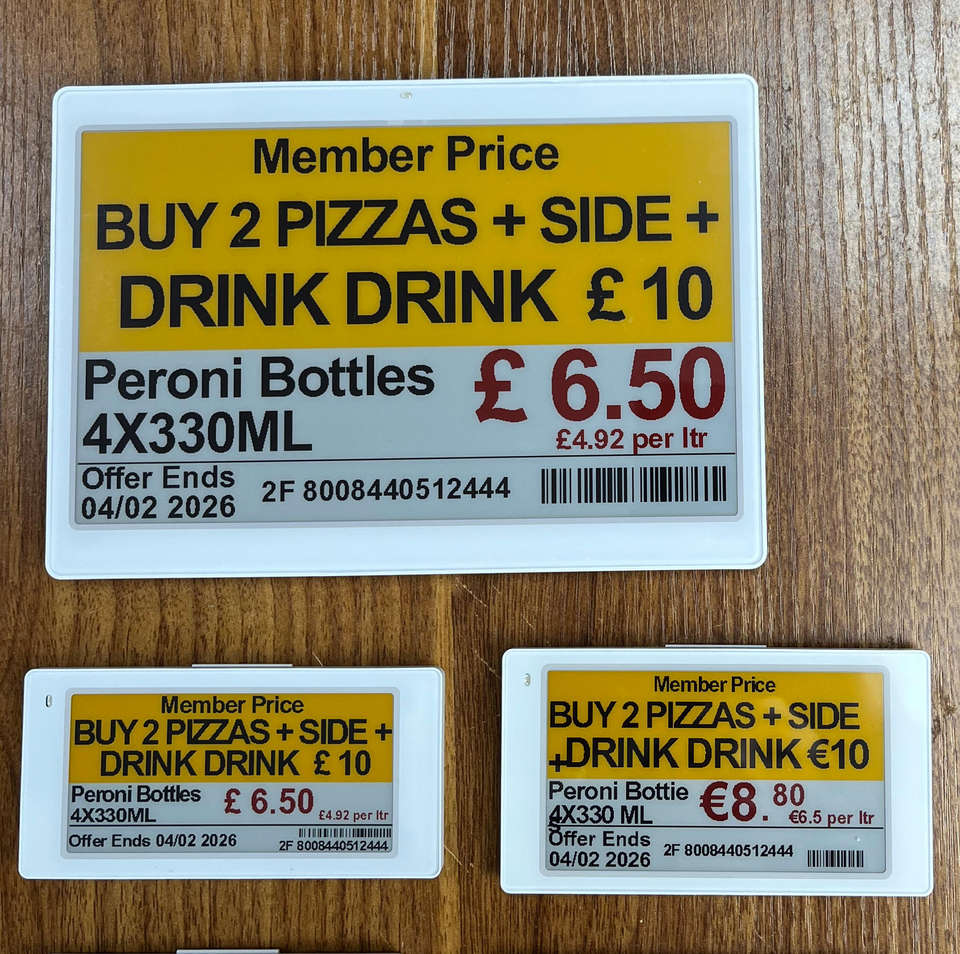 Member Price
BUY 2 PIZZAS + SIDE +
DRINK DRINK £ 10
Peroni Bottles
4X330ML
£ 6.50
£4.92 per ltr
Offer Ends
04/02 2026
2F 8008440512444
Member Price
BUY 2 PIZZAS + SIDE +
DRINK DRINK £ 10
Peroni Bottles
4X330ML
£ 6.50
£4.92 per ltr
Offer Ends 04/02 2026
2F 8008440512444
Member Price
BUY 2 PIZZAS + SIDE
+DRINK DRINK €10
Peroni Bottie
4X330 ML
s
€8. 80
€6.5 per ltr
Offer Ends
04/02 2026
2F 8008440512444